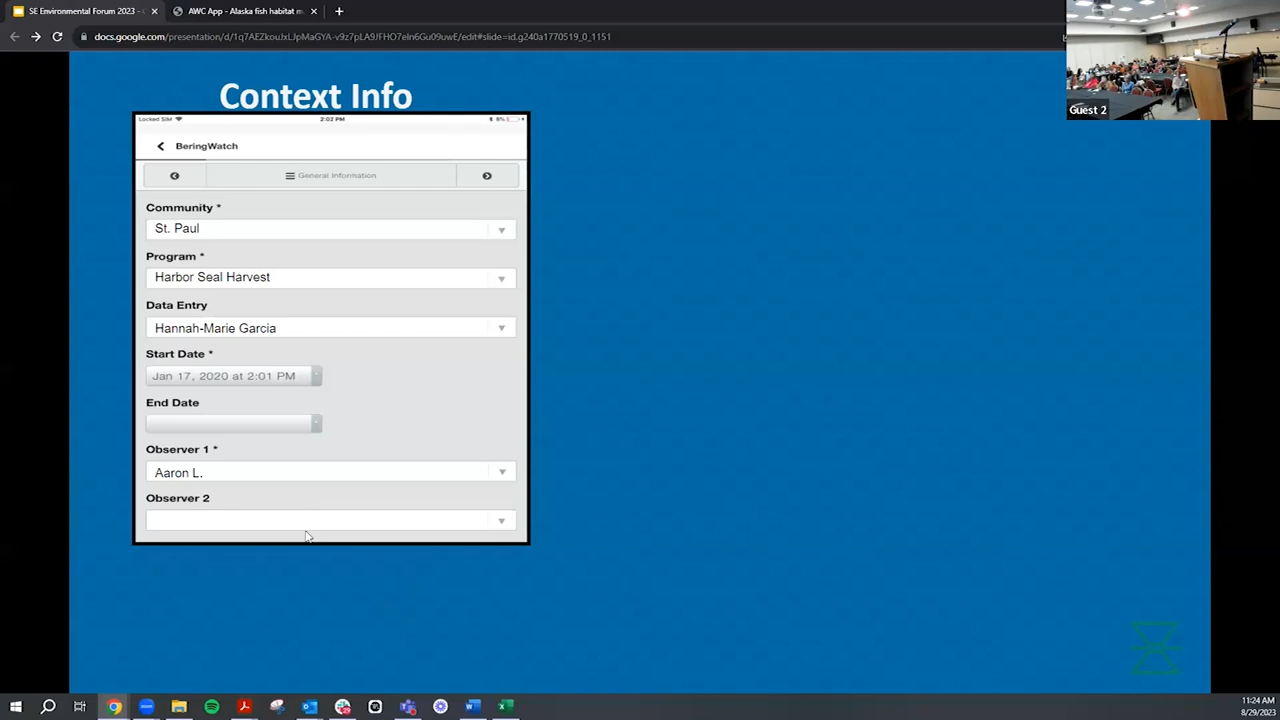 SE Environmental Forum 2023 -
AWC App - Alaska fish habitat m
docs.google.com/presentation/d/1q7AEZkouJxLJpMaGYA-v9z7pLA9JFHO7eIn6Gu09uwE/edit#slide=id.g240a1770519_0_1151
Guest 2
Context Info
Locked SIM
2:02 PM
8%
BeringWatch
General Information
Community *
St. Paul
Program *
Harbor Seal Harvest
Data Entry
Hannah-Marie Garcia
Start Date *
Jan 17, 2020 at 2:01 PM
End Date
Observer 1 *
Aaron L.
Observer 2
11:24 AM
8/29/2023